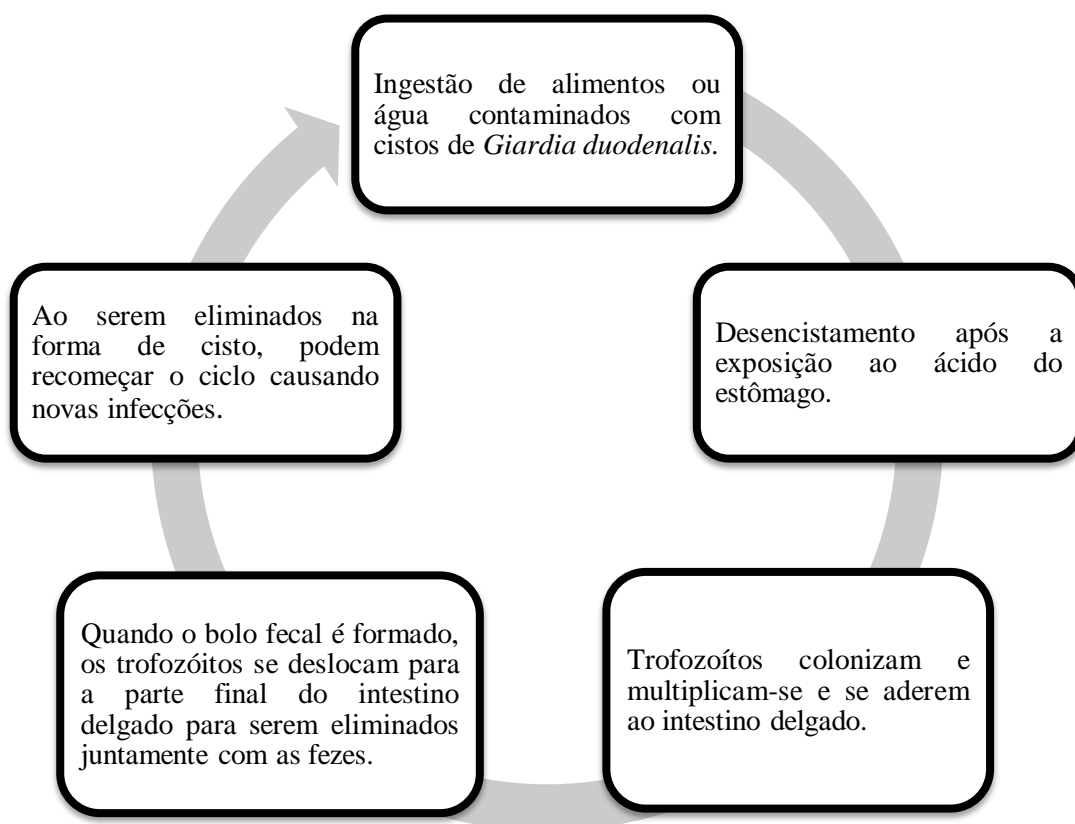 Ingestão de alimentos ou
água contaminados com
cistos de Giardia duodenalis.
Desencistamento após a
exposição ao ácido do
estômago.
Trofozoítos colonizam e
multiplicam-se e se aderem
ao intestino delgado.
Quando o bolo fecal é formado,
os trofozóitos se deslocam para
a parte final do intestino
delgado para serem eliminados
juntamente com as fezes.
Ao serem eliminados na
forma de cisto, podem
recomeçar o ciclo causando
novas infecções.